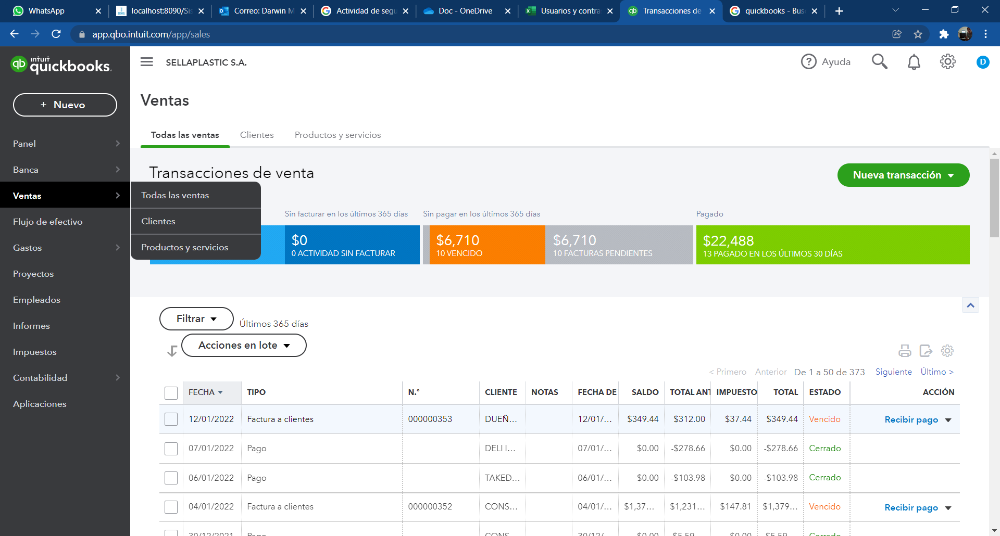 WhatsApp
localhost:8090/Sis
Correo: Darwin M
Actividad de segu
Doc - OneDrive
Usuarios y contra
Transacciones de
quickbooks - Bus
app.qbo.intuit.com/app/sales
intuit
quickbooks.
SELLAPLASTIC S.A.
? Ayuda
D
+ Nuevo
Ventas
Todas las ventas
Clientes
Productos y servicios
Panel
Banca
Ventas
Flujo de efectivo
Gastos
Proyectos
Empleados
Informes
Impuestos
Contabilidad
Aplicaciones
Todas las ventas
Clientes
Productos y servicios
Transacciones de venta
Nueva transacción
Sin facturar en los últimos 365 días
Sin pagar en los últimos 365 días
Pagado
$0
0 ACTIVIDAD SIN FACTURAR
$6,710
10 VENCIDO
$6,710
10 FACTURAS PENDIENTES
$22,488
13 PAGADO EN LOS ÚLTIMOS 30 DÍAS
Filtrar
Últimos 365 días
Acciones en lote
< Primero Anterior De 1 a 50 de 373 Siguiente Último >
FECHA TIPO N.° CLIENTE NOTAS FECHA DE SALDO TOTAL ANT IMPUESTO TOTAL ESTADO ACCIÓN
12/01/2022 Factura a clientes 000000353 DUEÑ... 12/01/... $349.44 $312.00 $37.44 $349.44 Vencido Recibir pago
07/01/2022 Pago DELI I... 07/01/... $0.00 -$278.66 $0.00 -$278.66 Cerrado
06/01/2022 Pago TAKED... 06/01/... $0.00 -$103.98 $0.00 -$103.98 Cerrado
04/01/2022 Factura a clientes 000000352 CONS... 04/01/... $1,37... $1,231... $147.81 $1,379... Vencido Recibir pago
30/12/2021 Pago CONS... 30/12/... $0.00 -$5.59 $0.00 -$5.59 Cerrado